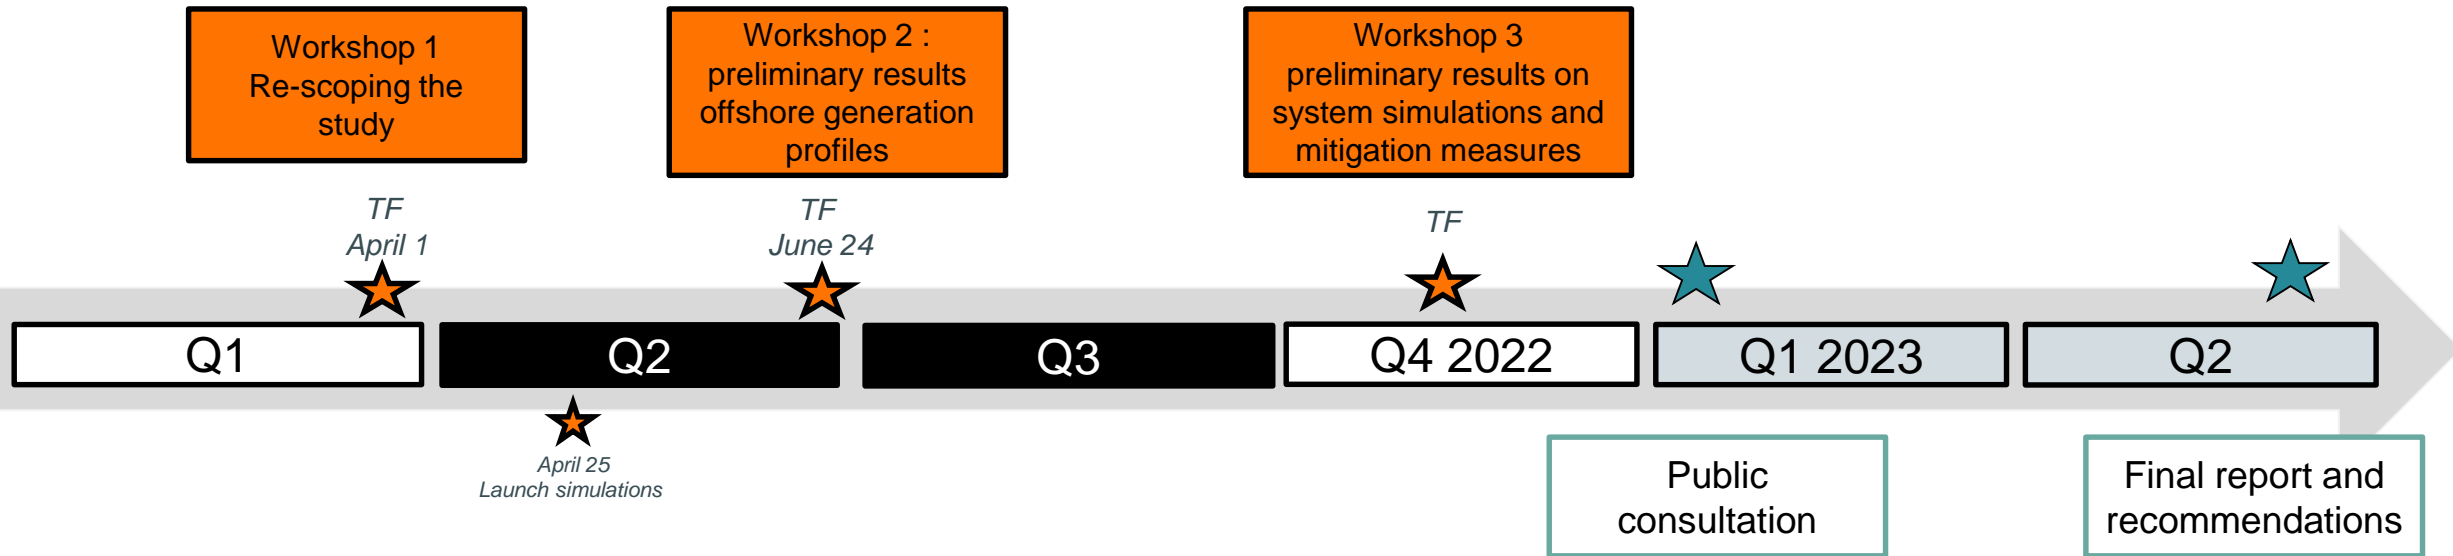 Workshop 1
Re-scoping the
study
Workshop 2 :
preliminary results
offshore generation
profiles
Workshop 3
preliminary results on
system simulations and
mitigation measures
TF
April 1
TF
June 24
TF
Q1
Q2
Q3
Q4 2022
Q1 2023
Q2
April 25
Launch simulations
Public
consultation
Final report and
recommendations